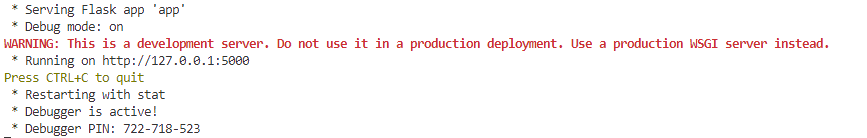 * Serving Flask app 'app'
* Debug mode: on
WARNING: This is a development server. Do not use it in a production deployment. Use a production WSGI server instead.
* Running on http://127.0.0.1:5000
Press CTRL+C to quit
* Restarting with stat
* Debugger is active!
* Debugger PIN: 722-718-523